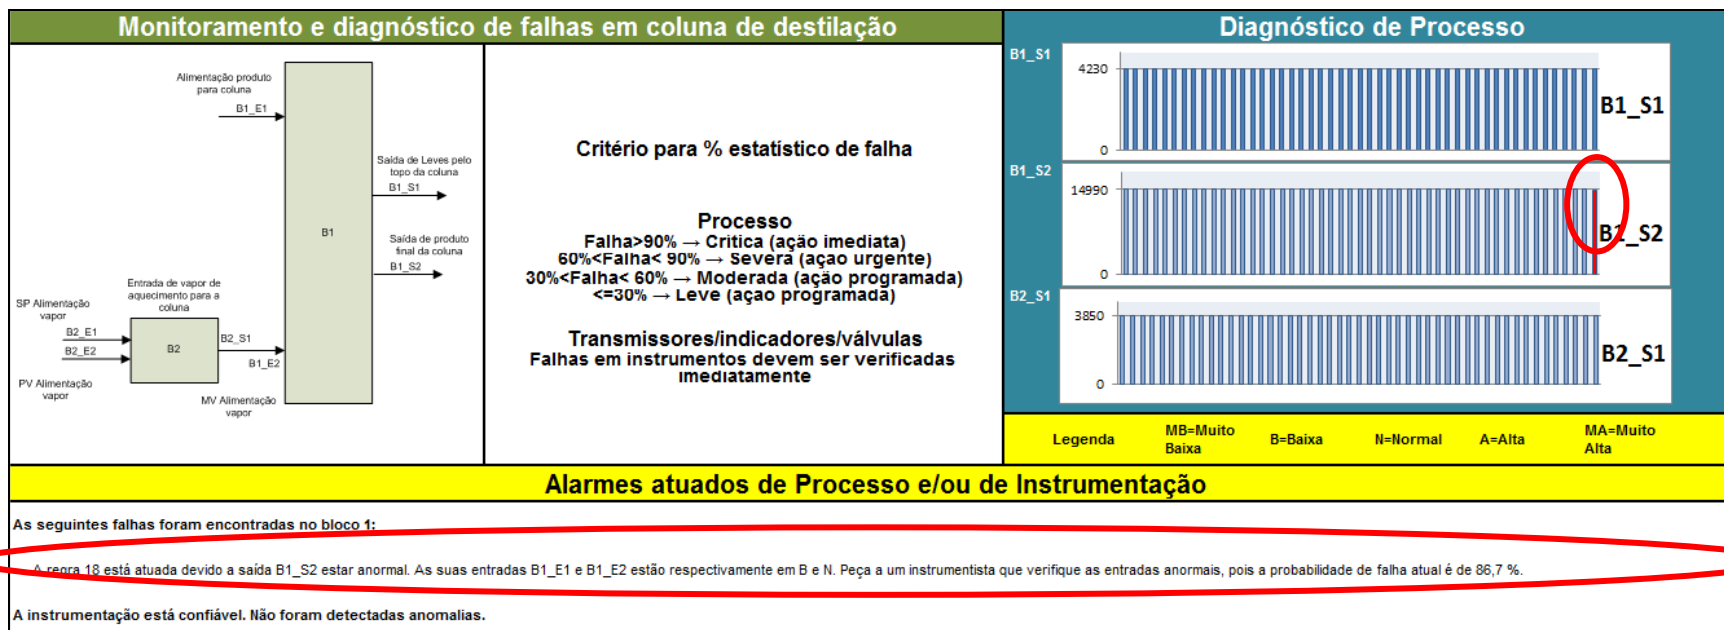 Monitoramento e diagnóstico de falhas em coluna de destilação
Alimentação produto
para coluna
B1_E1
Saída de Leves pelo
topo da coluna
B1_S1
B1
Saída de produto
final da coluna
B1_S2
Entrada de vapor de
aquecimento para a
coluna
SP Alimentação
vapor
B2_E1
B2_E2
B2
B2_S1
B1_E2
PV Alimentação
vapor
MV Alimentação
vapor
Critério para % estatístico de falha
Processo
Falha>90% → Critica (ação imediata)
60%<Falha< 90% → Severa (ação urgente)
30%<Falha< 60% → Moderada (ação programada)
<=30% → Leve (ação programada)
Transmissores/indicadores/válvulas
Falhas em instrumentos devem ser verificadas
imediatamente
Diagnóstico de Processo
B1_S1
4230
0
B1_S1
B1_S2
14990
0
B1_S2
B2_S1
3850
0
B2_S1
Legenda
MB=Muito
Baixa
B=Baixa
N=Normal
A=Alta
MA=Muito
Alta
Alarmes atuados de Processo e/ou de Instrumentação
As seguintes falhas foram encontradas no bloco 1:
A regra 18 está atuada devido a saída B1_S2 estar anormal. As suas entradas B1_E1 e B1_E2 estão respectivamente em B e N. Peça a um instrumentista que verifique as entradas anormais, pois a probabilidade de falha atual é de 86,7 %.
A instrumentação está confiável. Não foram detectadas anomalias.